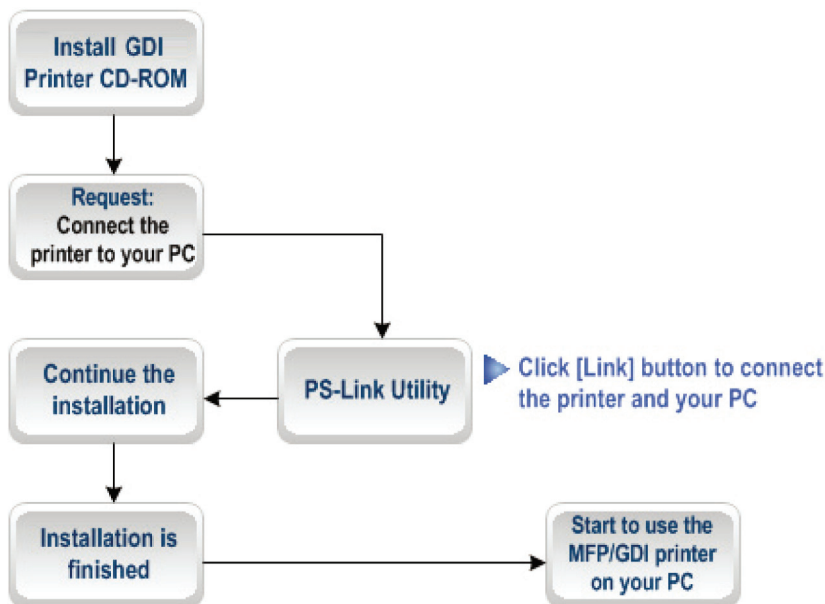 Install GDI
Printer CD-ROM
Request:
Connect the
printer to your PC
PS-Link Utility
Click [Link] button to connect
the printer and your PC
Continue the
installation
Installation is
finished
Start to use the
MFP/GDI printer
on your PC